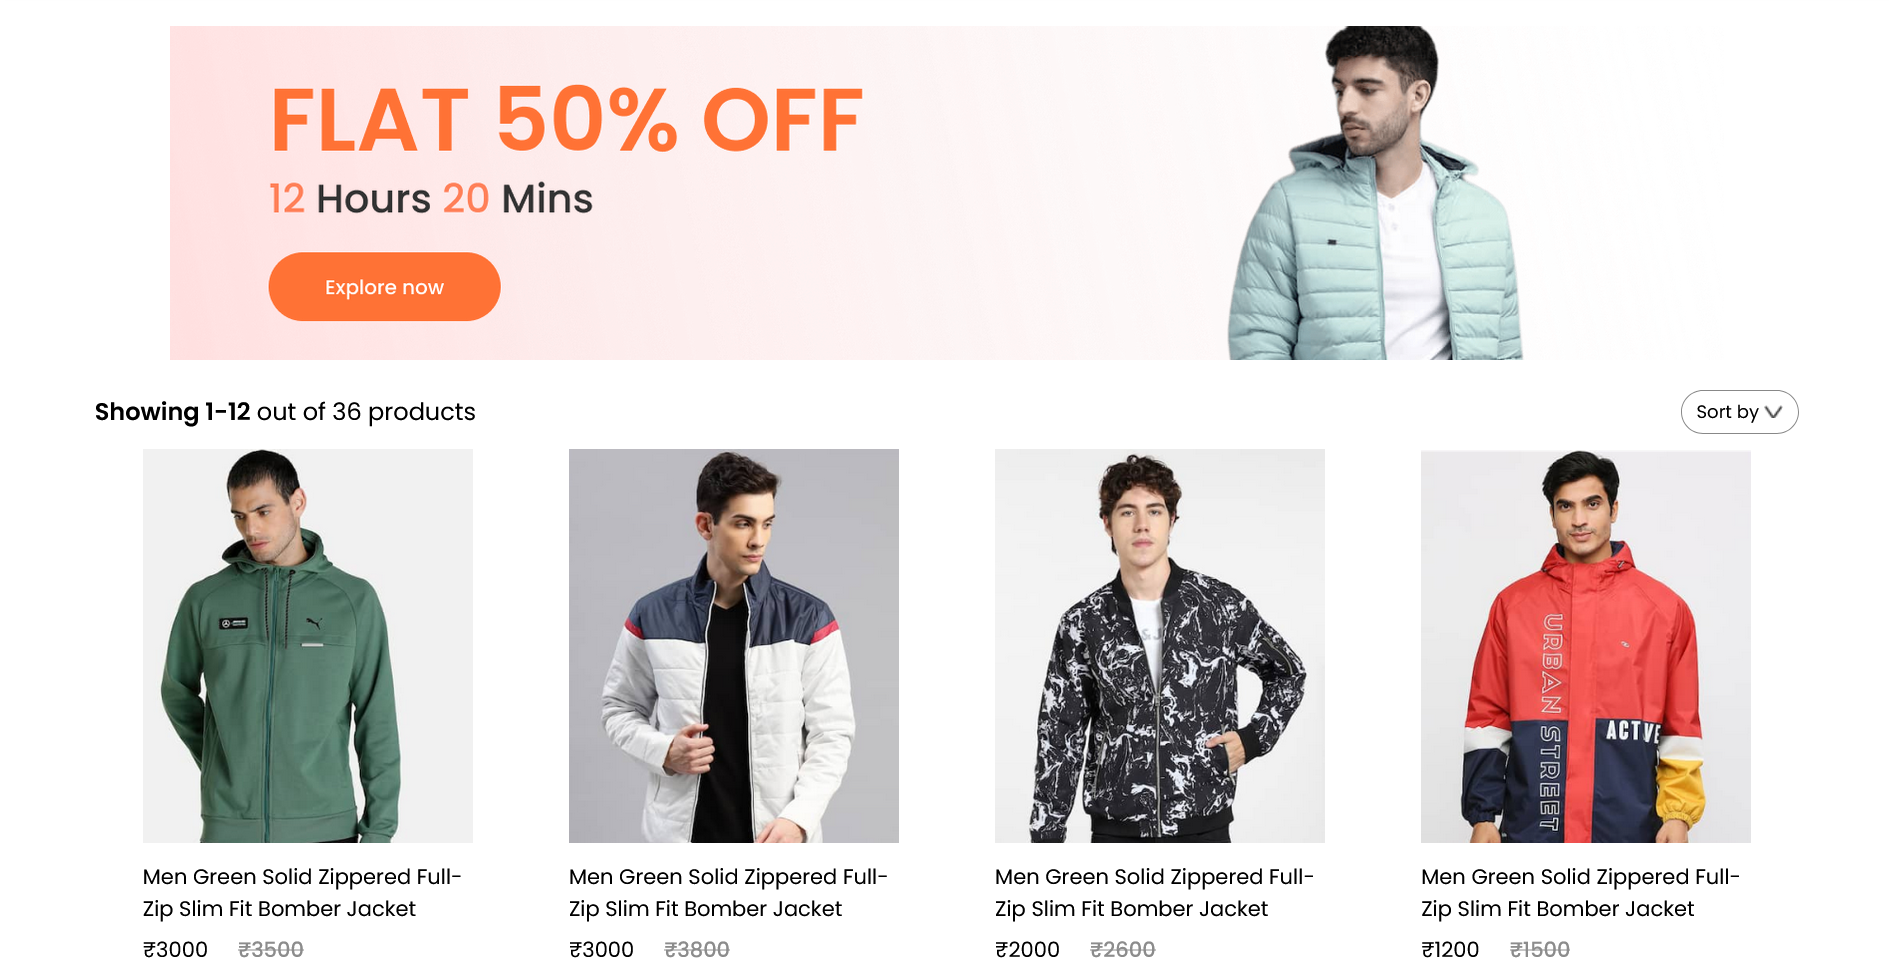 FLAT 50% OFF
12 Hours 20 Mins
Explore now
Showing 1-12 out of 36 products
Sort by
URBAN STREET
ACTIVE
Men Green Solid Zippered Full-
Zip Slim Fit Bomber Jacket
₹3000 ₹3500
Men Green Solid Zippered Full-
Zip Slim Fit Bomber Jacket
₹3000 ₹3800
Men Green Solid Zippered Full-
Zip Slim Fit Bomber Jacket
₹2000 ₹2600
Men Green Solid Zippered Full-
Zip Slim Fit Bomber Jacket
₹1200 ₹1500